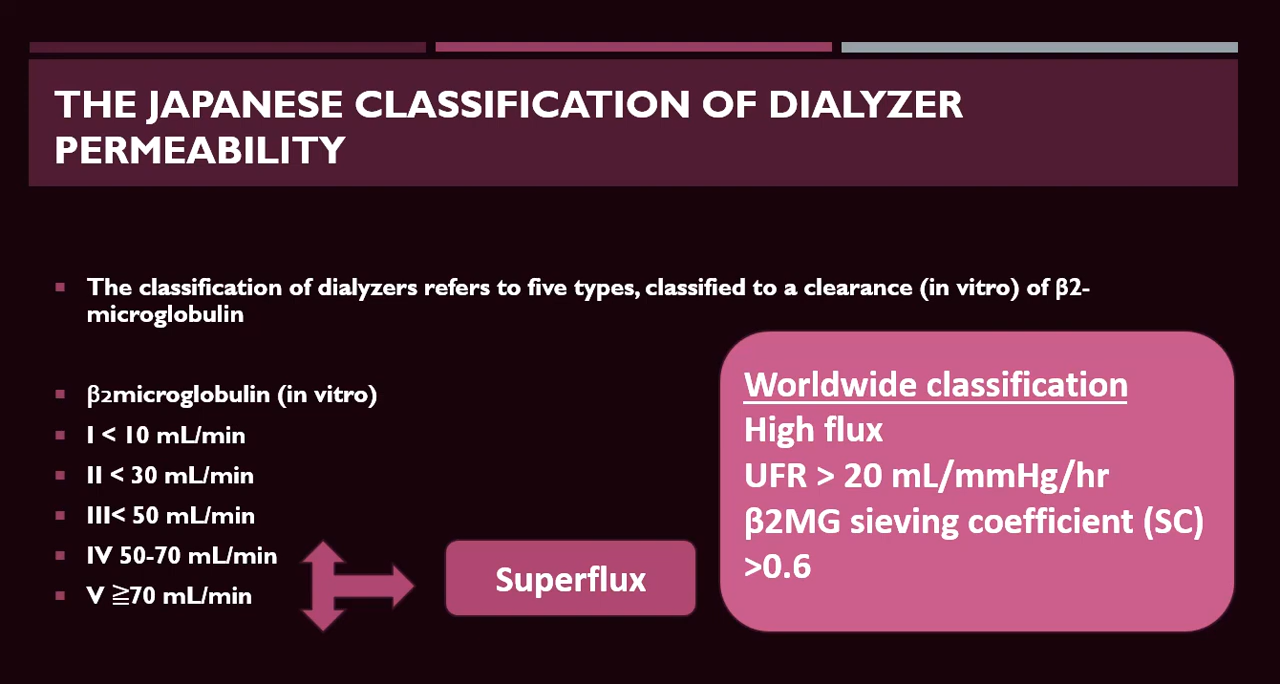 THE JAPANESE CLASSIFICATION OF DIALYZER
PERMEABILITY
The classification of dialyzers refers to five types, classified to a clearance (in vitro) of β2-
microglobulin
β2microglobulin (in vitro)
I < 10 mL/min
II < 30 mL/min
III< 50 mL/min
IV 50-70 mL/min
V ≧70 mL/min
Superflux
Worldwide classification
High flux
UFR > 20 mL/mmHg/hr
β2MG sieving coefficient (SC)
>0.6